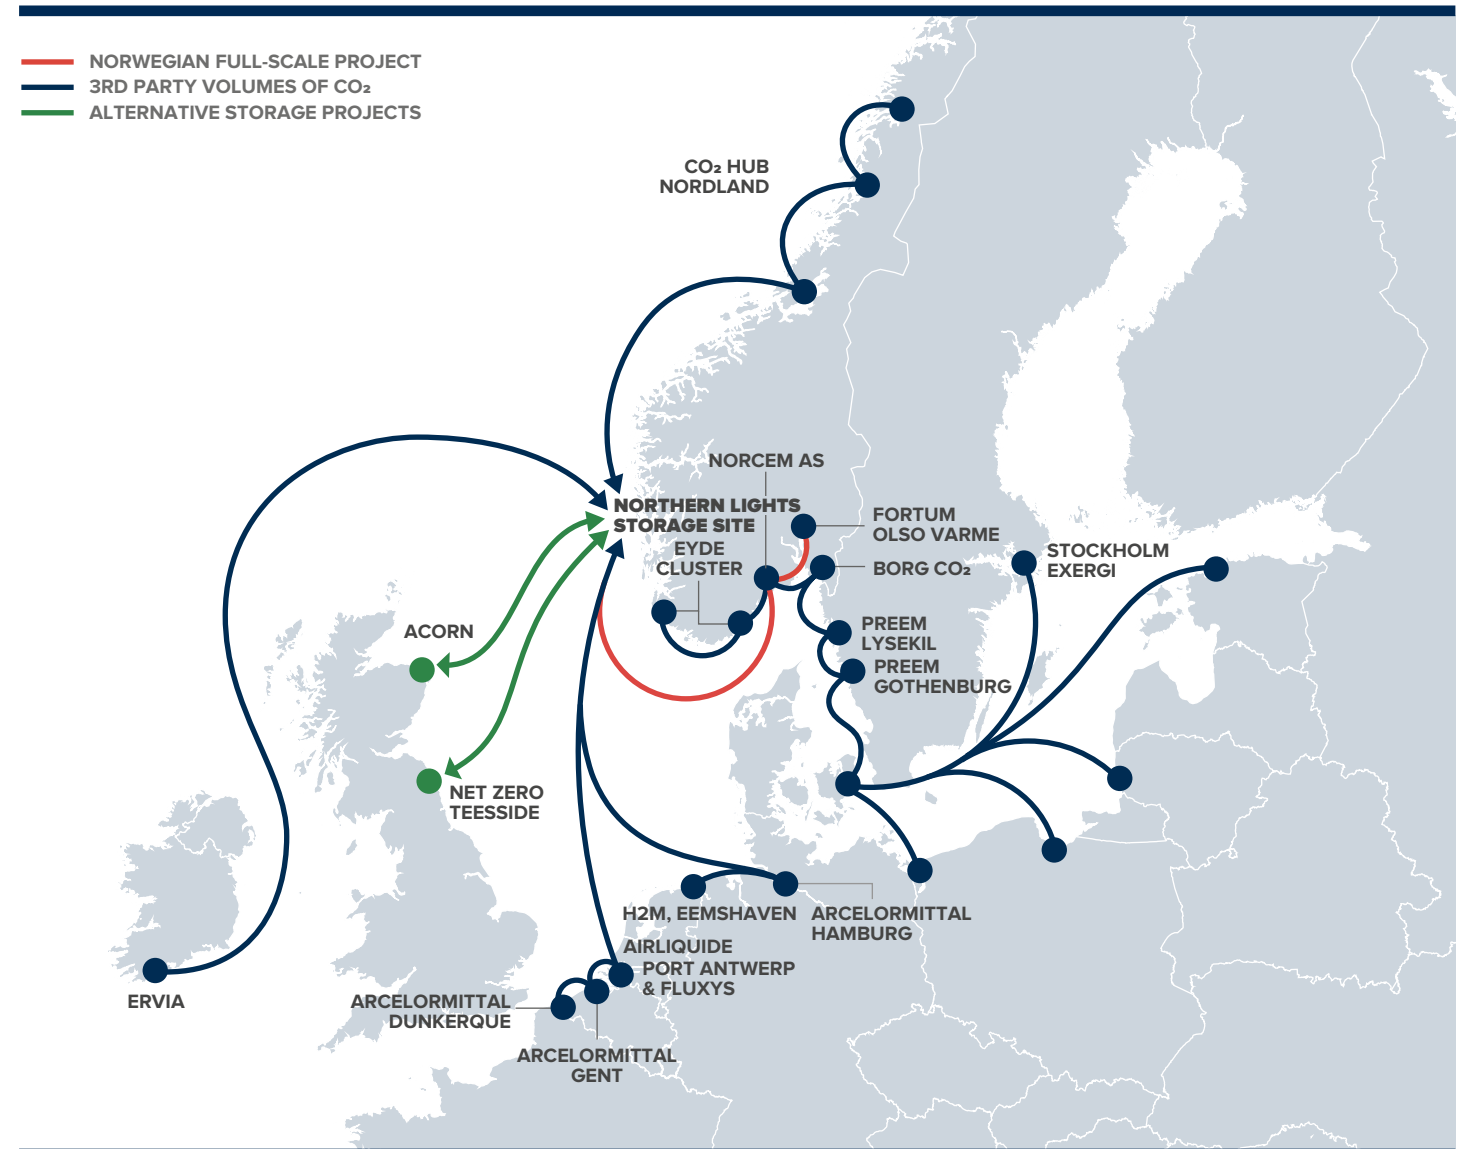 NORWEGIAN FULL-SCALE PROJECT
3RD PARTY VOLUMES OF CO₂
ALTERNATIVE STORAGE PROJECTS
CO₂ HUB
NORDLAND
NORCEM AS
NORTHERN LIGHTS
STORAGE SITE
EYDE
CLUSTER
FORTUM
OLSO VARME
BORG CO₂
STOCKHOLM
EXERGI
ACORN
PREEM
LYSEKIL
PREEM
GOTHENBURG
NET ZERO
TEESSIDE
H2M, EEMSHAVEN
ARCELORMITTAL
HAMBURG
AIRLIQUIDE
PORT ANTWERP
& FLUXYS
ERVIA
ARCELORMITTAL
DUNKERQUE
ARCELORMITTAL
GENT